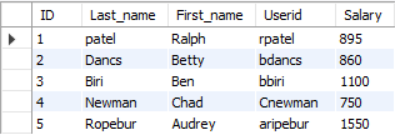 ID Last_name First_name Userid Salary
1 patel Ralph rpatel 895
2 Dancs Betty bdancs 860
3 Biri Ben bbiri 1100
4 Newman Chad Cnewman 750
5 Ropebur Audrey aripebur 1550